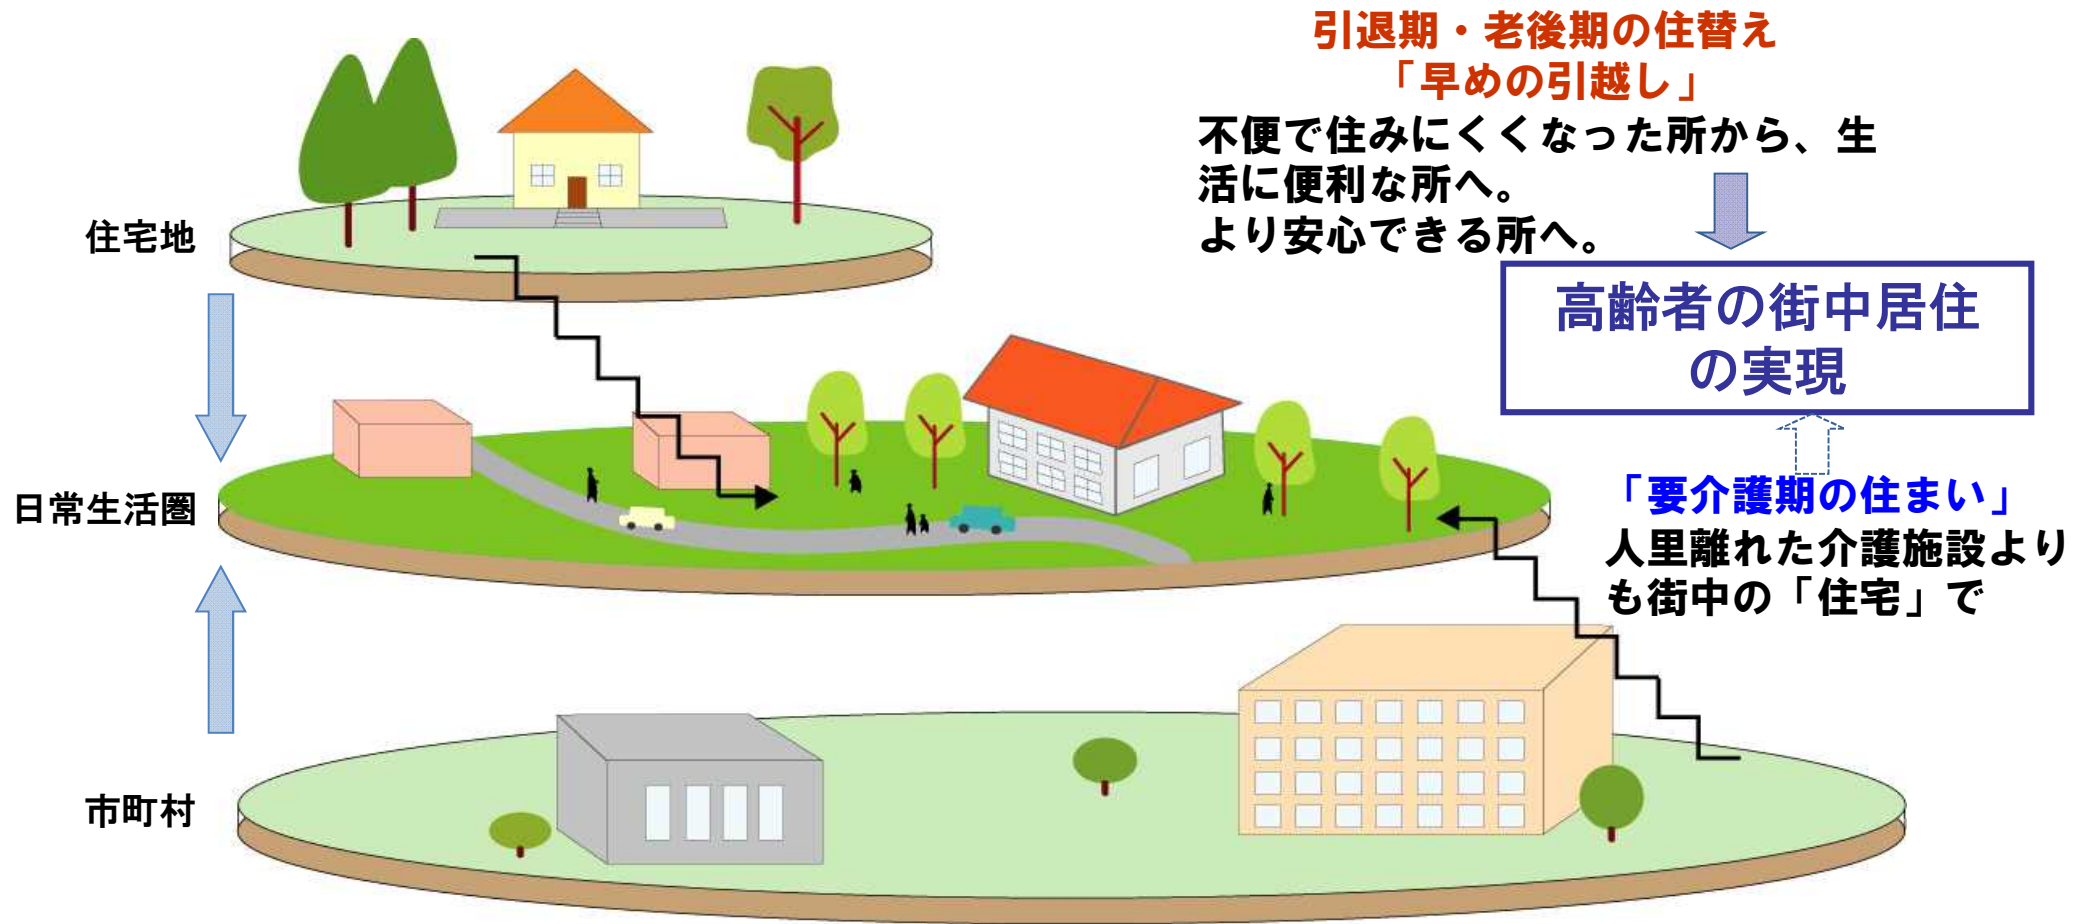 引退期・老後期の住替え
「早めの引越し」
不便で住みにくくなった所から、生
活に便利な所へ。
より安心できる所へ。
住宅地
高齢者の街中居住
の実現
日常生活圏
「要介護期の住まい」
人里離れた介護施設より
も街中の「住宅」で
市町村